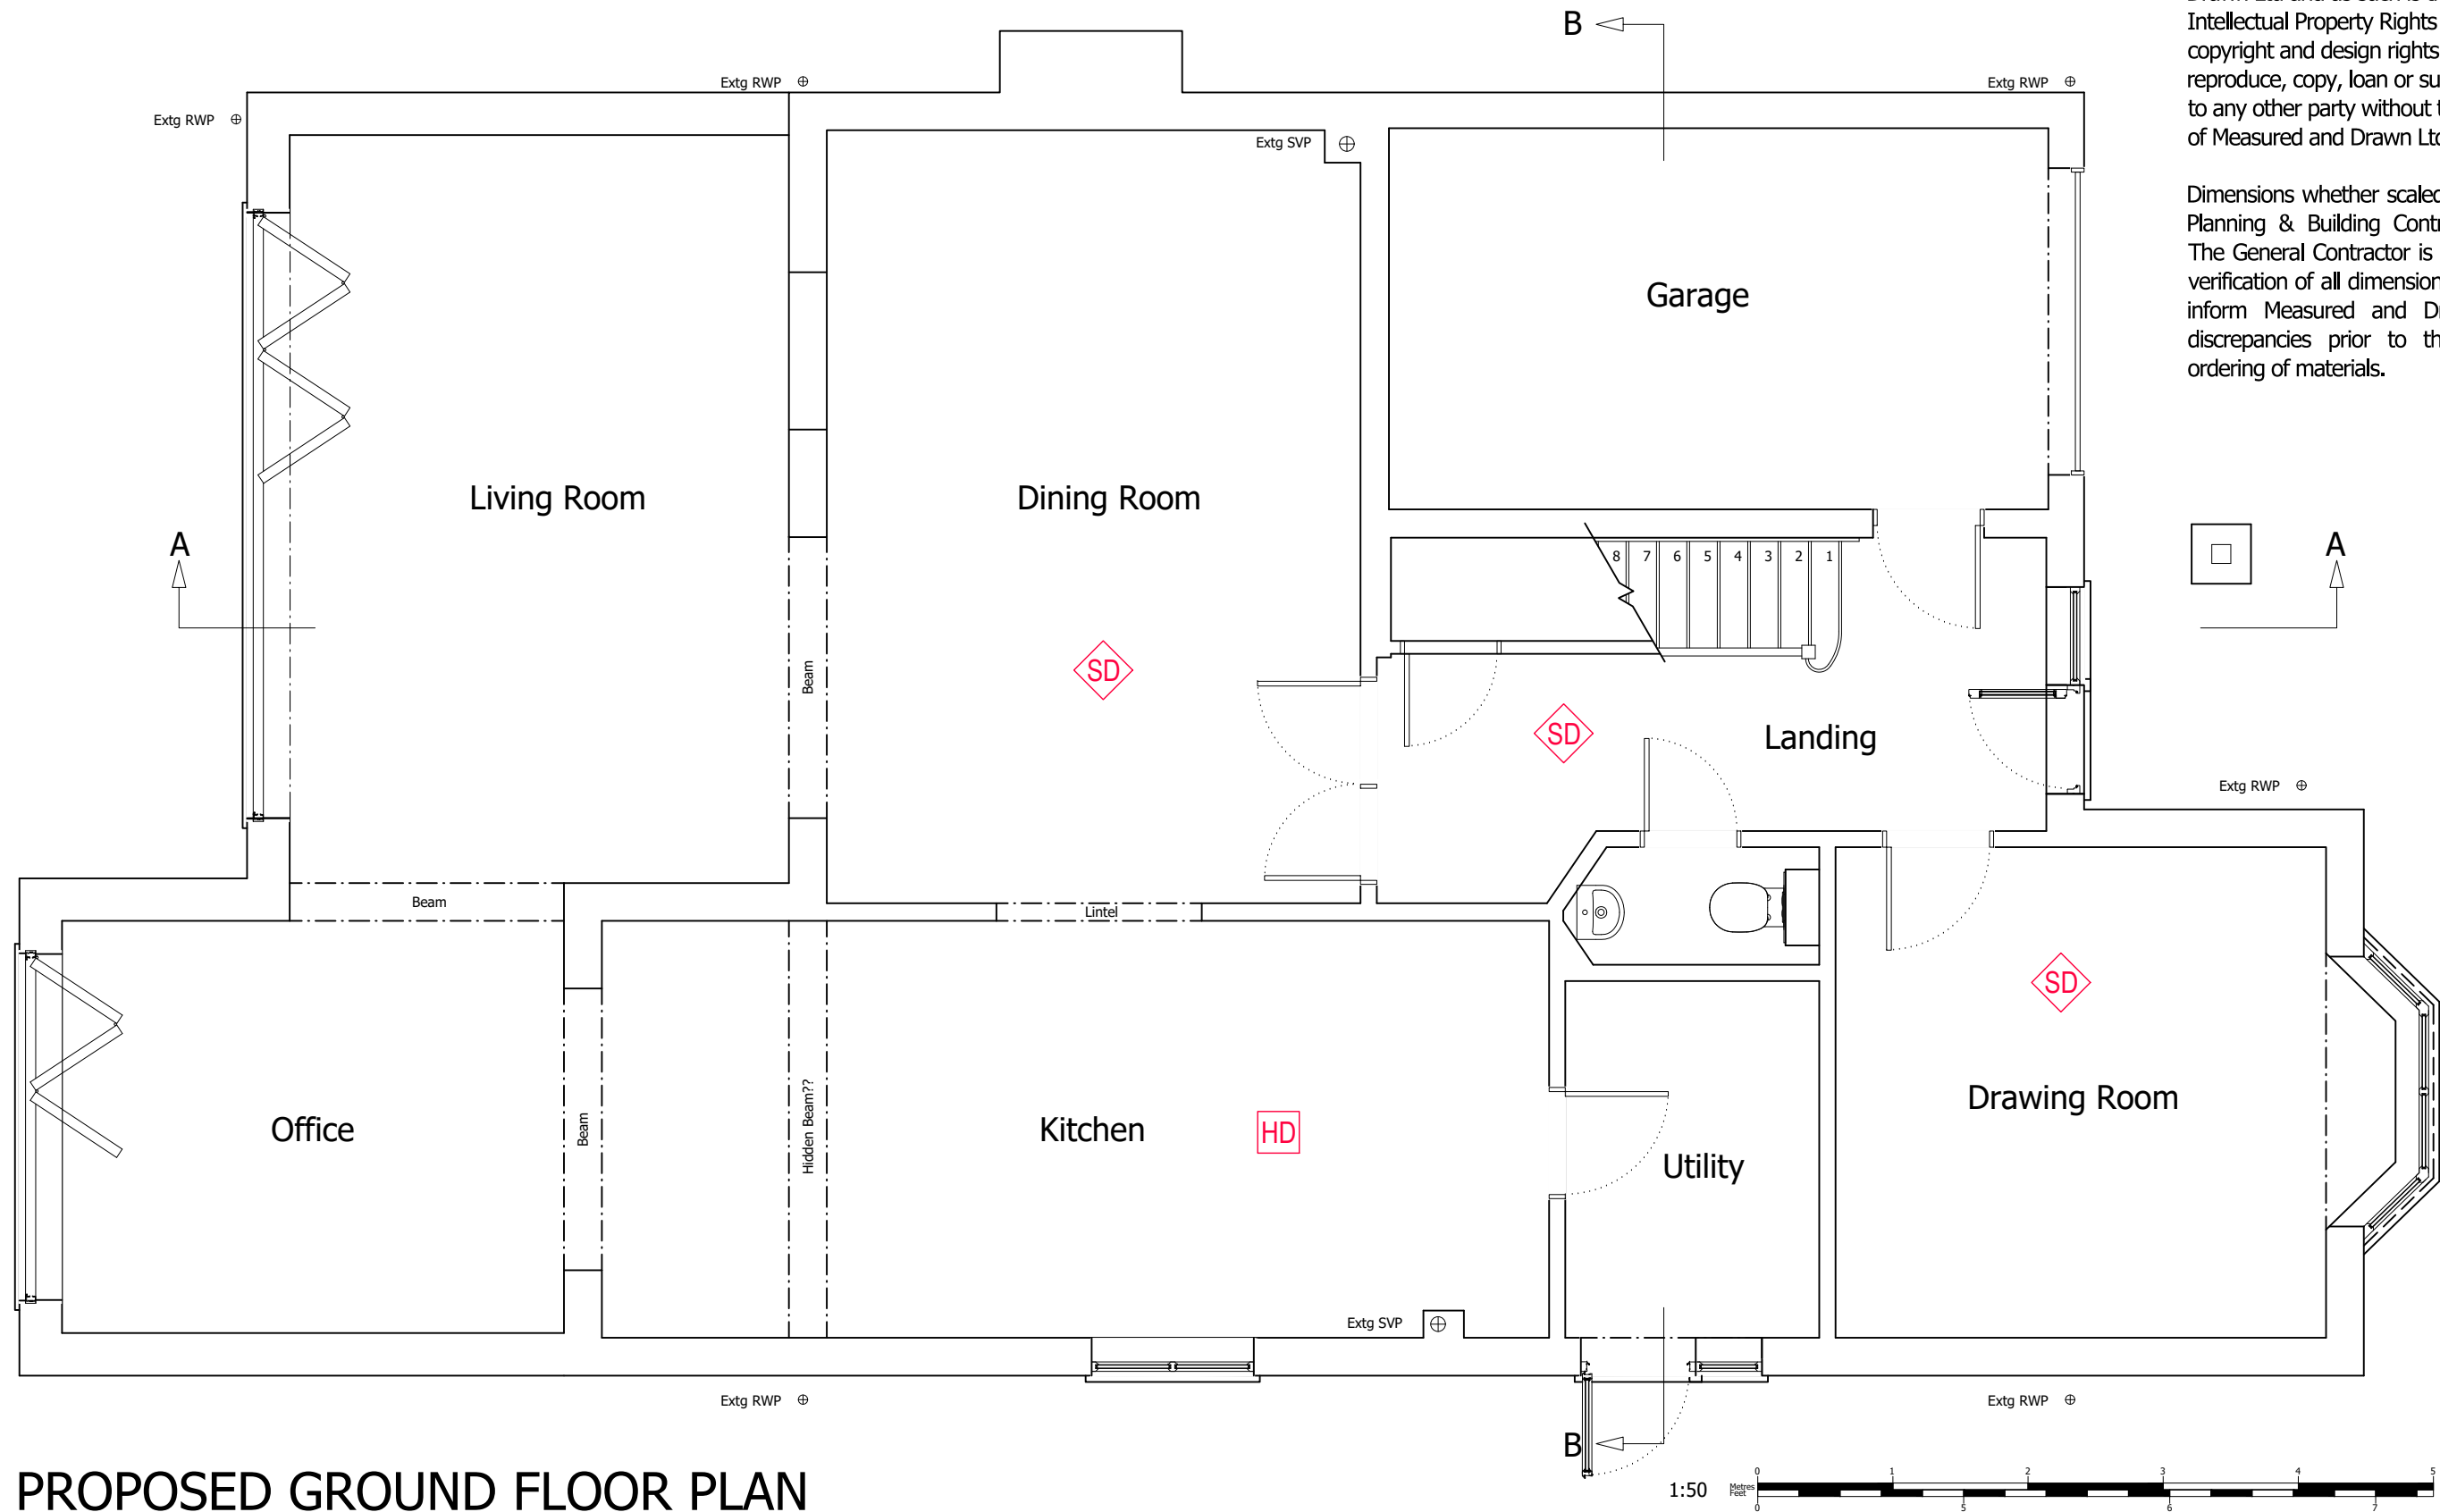 Intellectual Property Rights
copyright and design rights
reproduce, copy, loan or su
to any other party without t
of Measured and Drawn Ltd
Dimensions whether scaled
Planning & Building Contr
The General Contractor is
verification of all dimension
inform Measured and Dr
discrepancies prior to th
ordering of materials.
B
Extg RWP
Extg RWP
Extg RWP
Extg SVP
Garage
Living Room
Dining Room
A
A
8 7 6 5 4 3 2 1
Beam
SD
SD
Landing
Extg RWP
Beam
Lintel
SD
Office
Beam
Hidden Beam??
Kitchen
HD
Utility
Drawing Room
Extg SVP
Extg RWP
Extg RWP
B
PROPOSED GROUND FLOOR PLAN
1:50
Metres 0 1 2 3 4 5
Feet 0 5 6 7